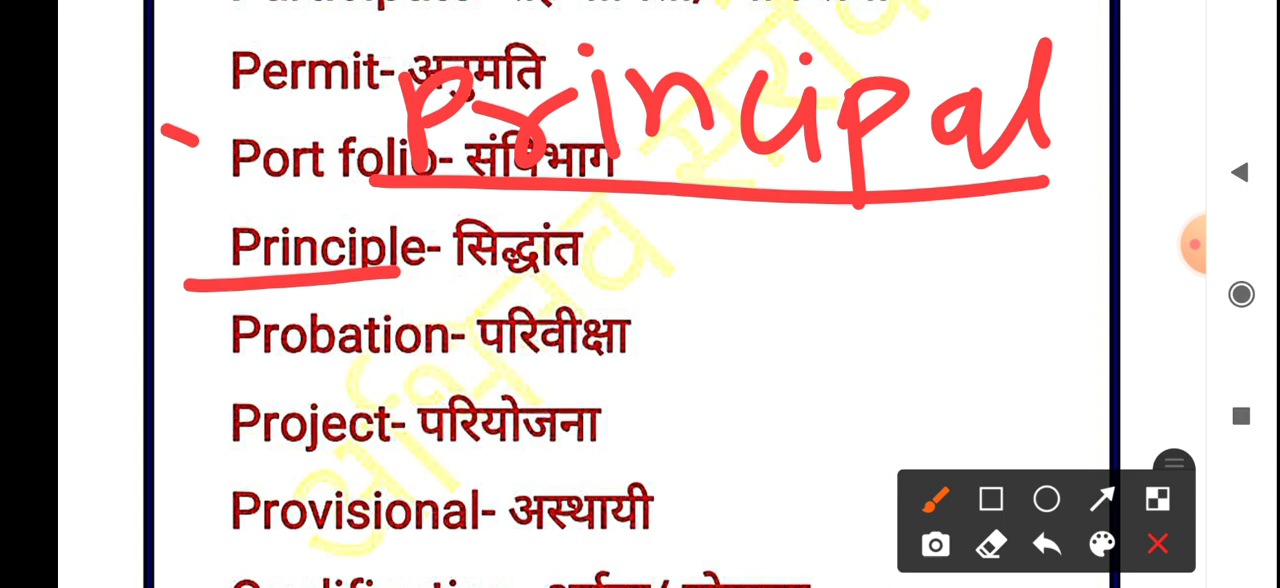 Permit- अनुमति
principal
Port folio- संविभाग
Principle- सिद्धांत
Probation- परिवीक्षा
Project- परियोजना
Provisional- अस्थायी